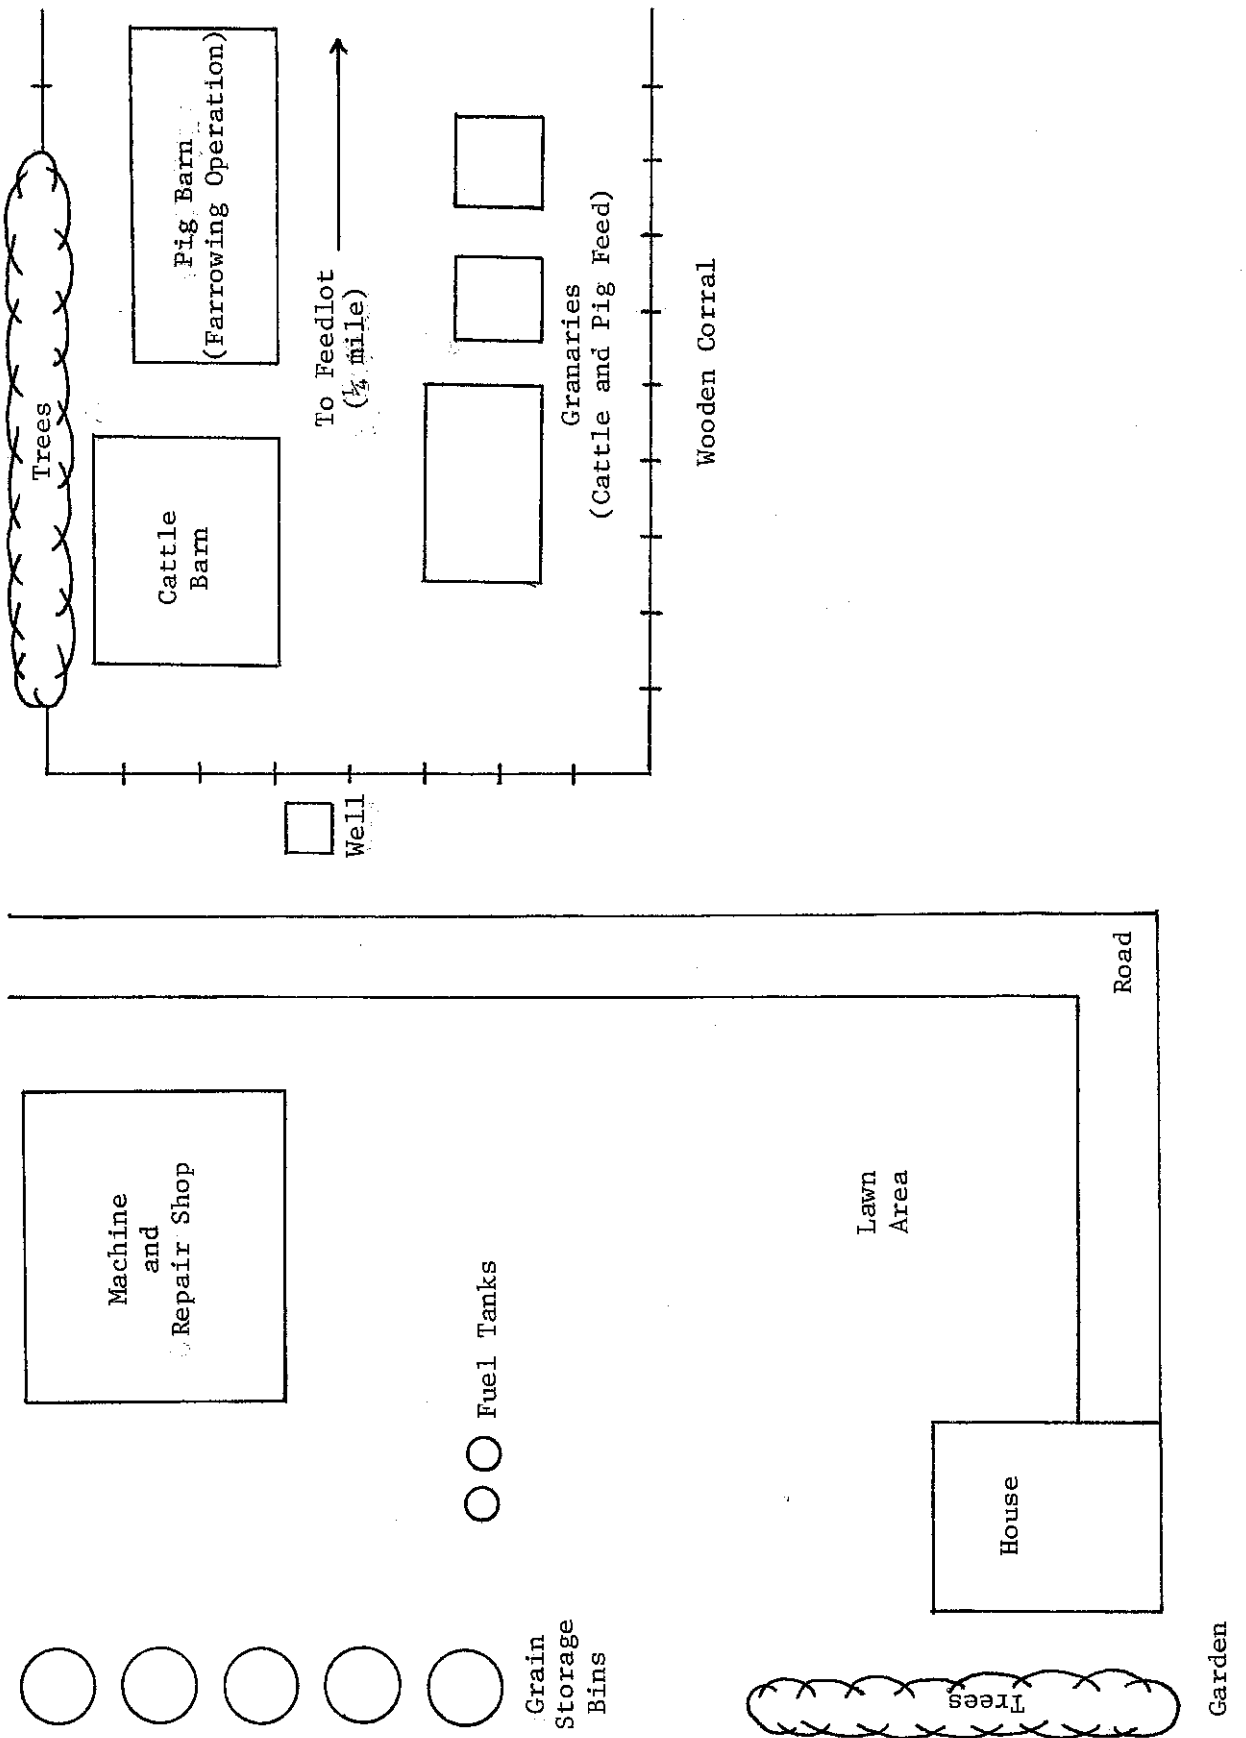 Trees
Pig Barn
(Farrowing Operation)
Cattle
Barn
To Feedlot
(¼ mile)
Granaries
(Cattle and Pig Feed)
Wooden Corral
Well
Road
Machine
and
Repair Shop
Fuel Tanks
Lawn
Area
House
Grain
Storage
Bins
Trees
Garden